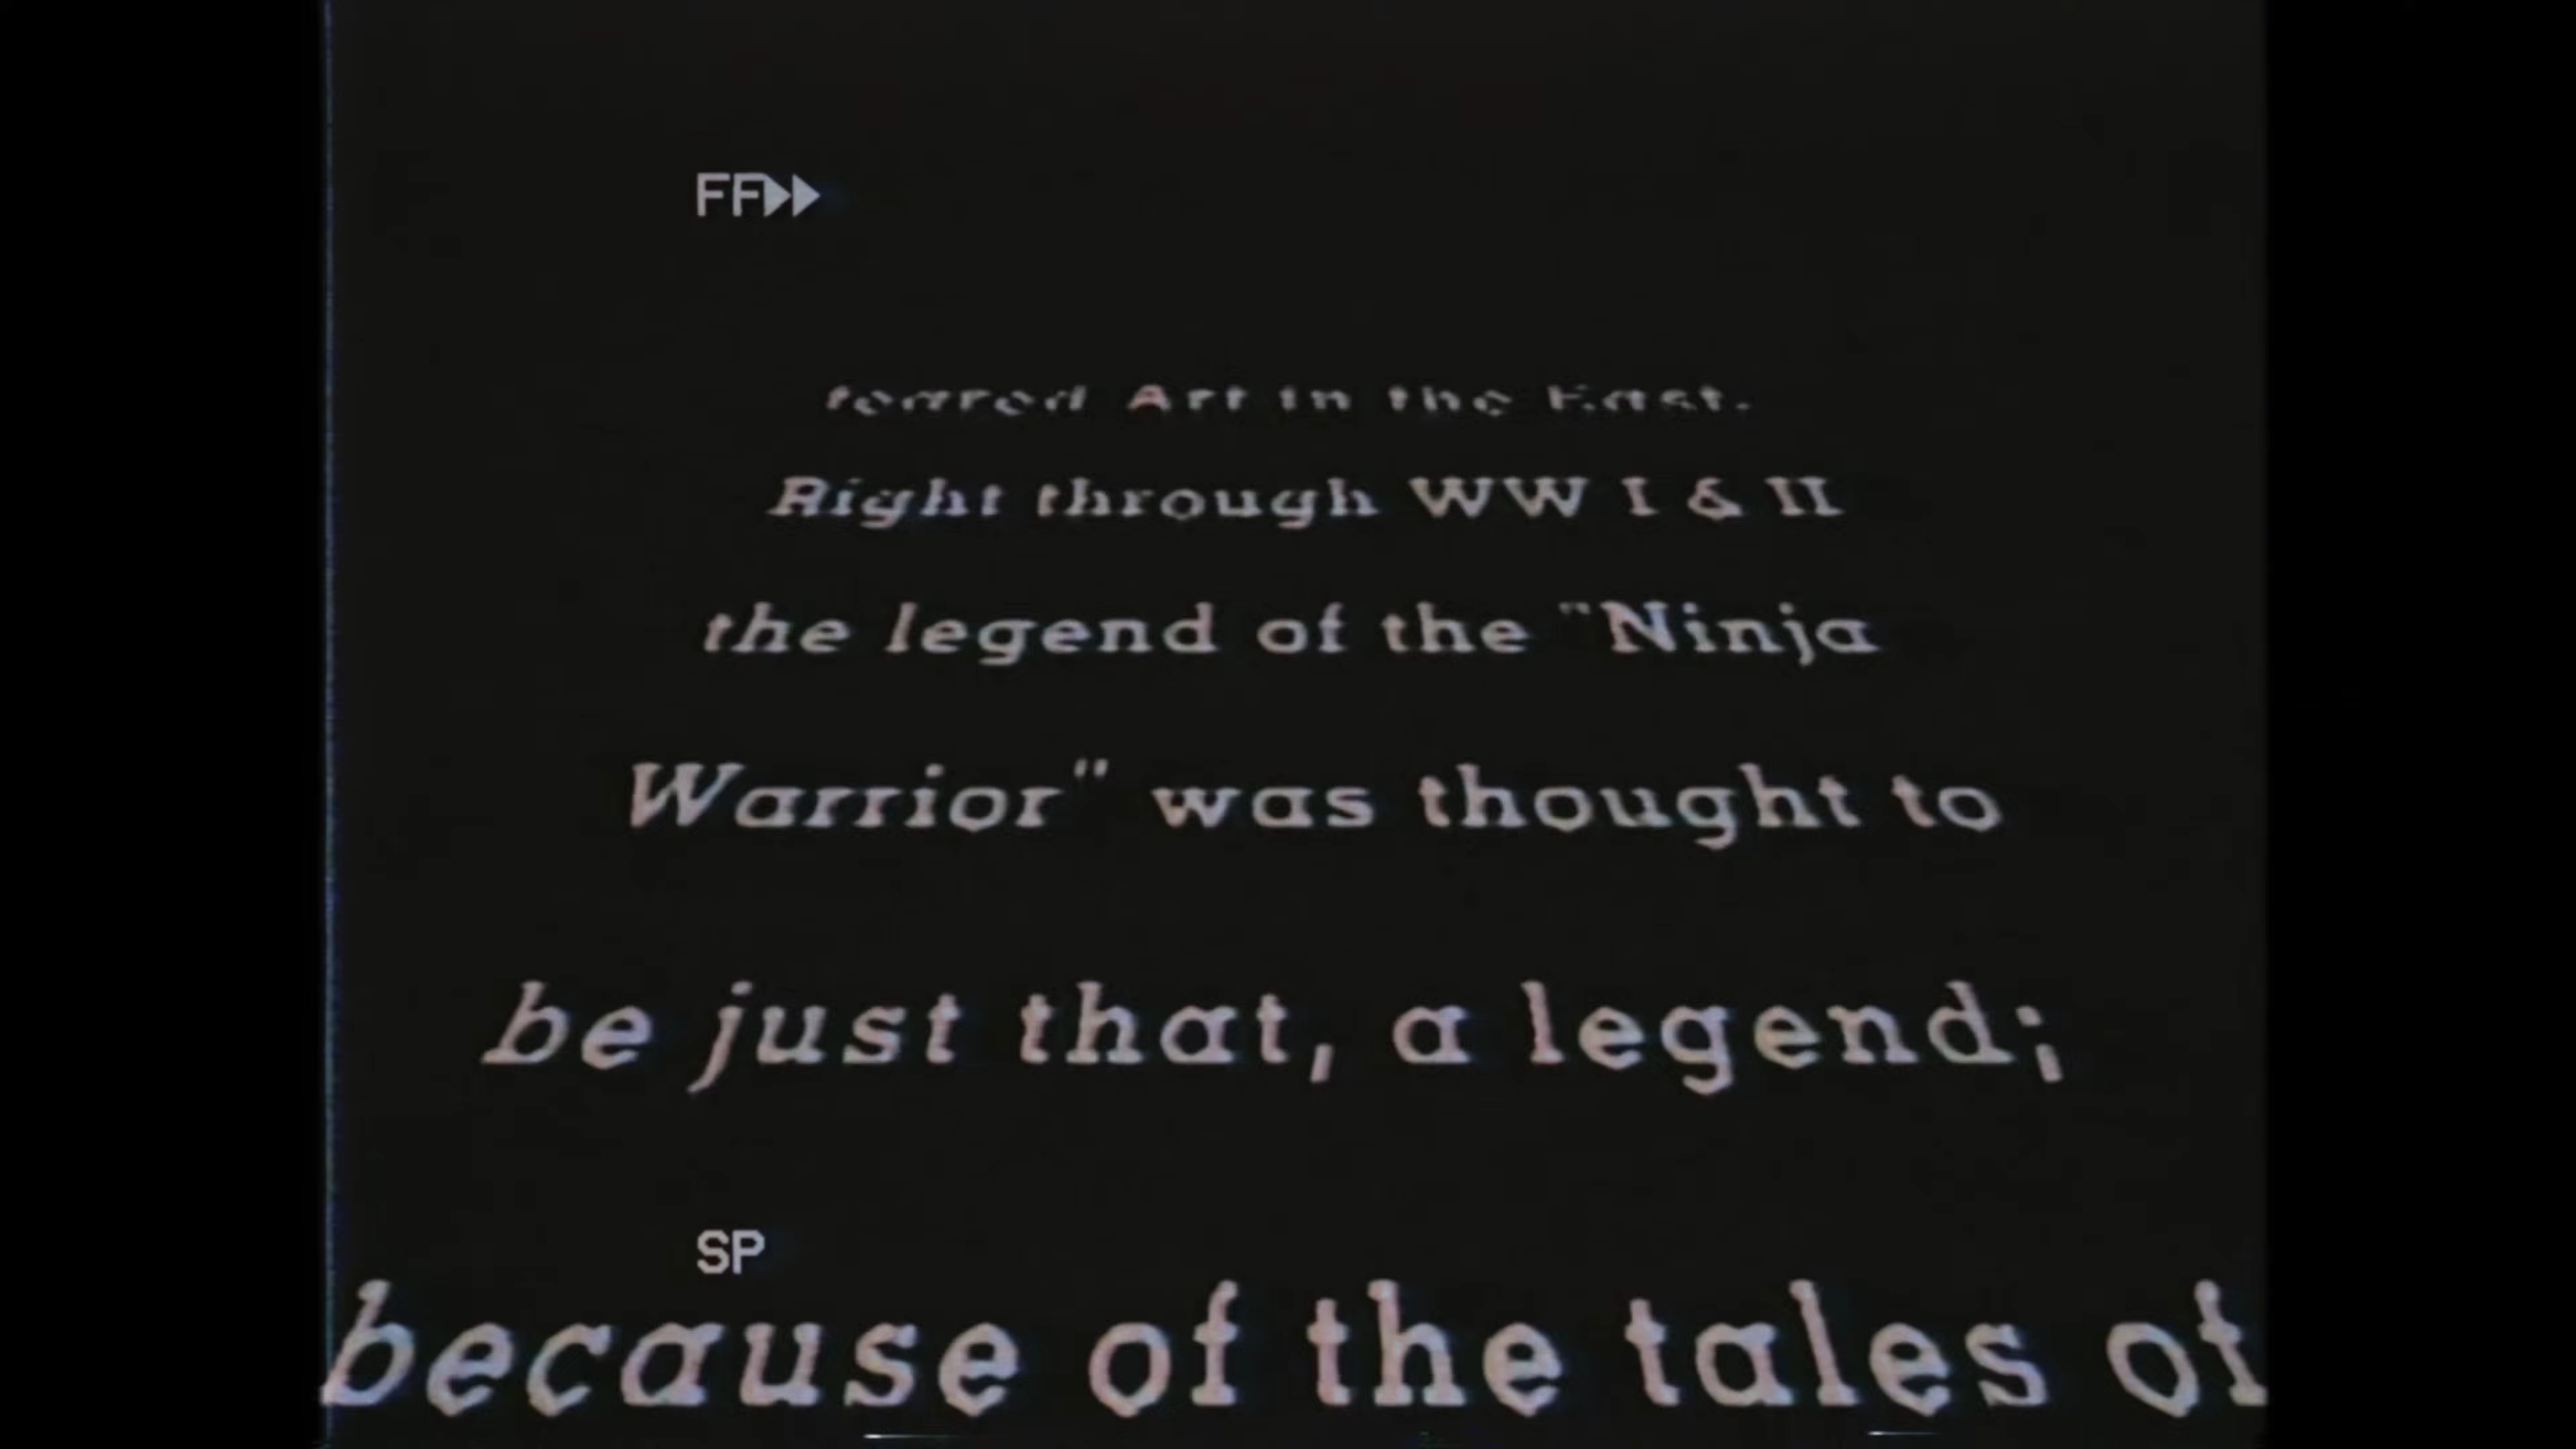 FF▶▶
feared Art in the East.
Right through WW I & II
the legend of the "Ninja
Warrior" was thought to
be just that, a legend;
SP
because of the tales of